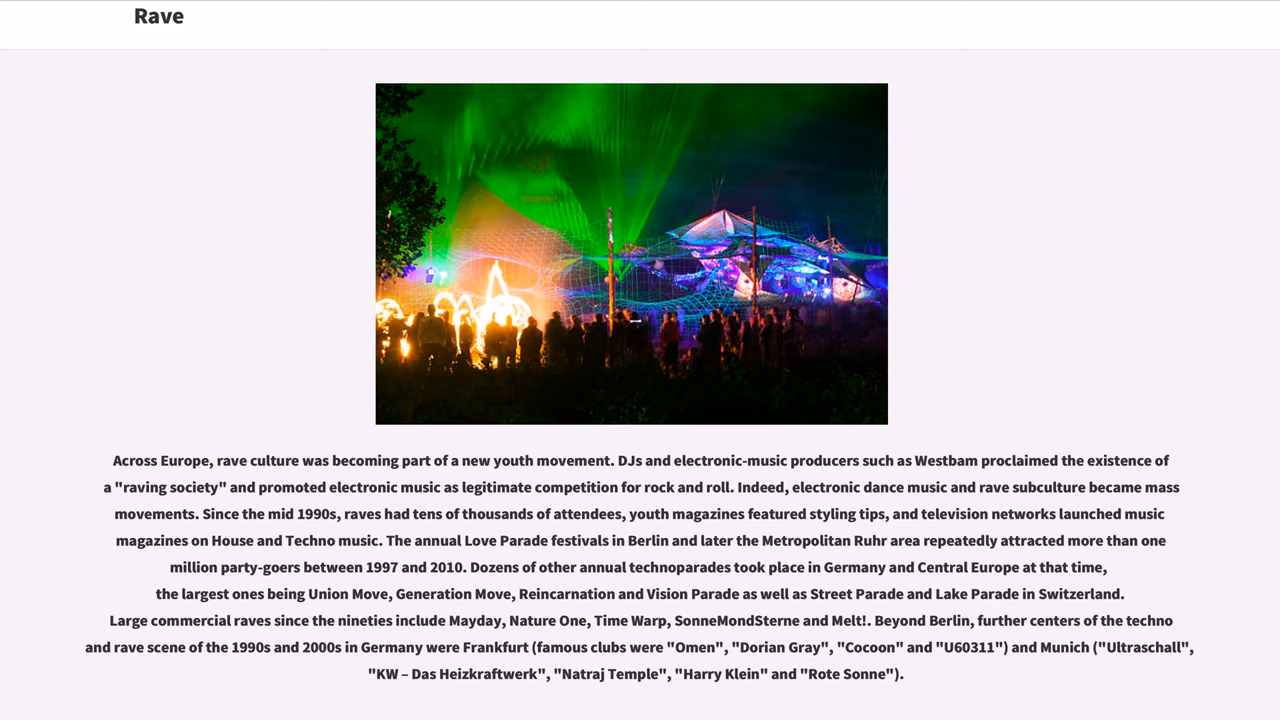 Rave
Across Europe, rave culture was becoming part of a new youth movement. DJs and electronic-music producers such as Westbam proclaimed the existence of
a "raving society" and promoted electronic music as legitimate competition for rock and roll. Indeed, electronic dance music and rave subculture became mass
movements. Since the mid 1990s, raves had tens of thousands of attendees, youth magazines featured styling tips, and television networks launched music
magazines on House and Techno music. The annual Love Parade festivals in Berlin and later the Metropolitan Ruhr area repeatedly attracted more than one
million party-goers between 1997 and 2010. Dozens of other annual technoparades took place in Germany and Central Europe at that time,
the largest ones being Union Move, Generation Move, Reincarnation and Vision Parade as well as Street Parade and Lake Parade in Switzerland.
Large commercial raves since the nineties include Mayday, Nature One, Time Warp, SonneMondSterne and Melt!. Beyond Berlin, further centers of the techno
and rave scene of the 1990s and 2000s in Germany were Frankfurt (famous clubs were "Omen", "Dorian Gray", "Cocoon" and "U60311") and Munich ("Ultraschall",
"KW – Das Heizkraftwerk", "Natraj Temple", "Harry Klein" and "Rote Sonne").